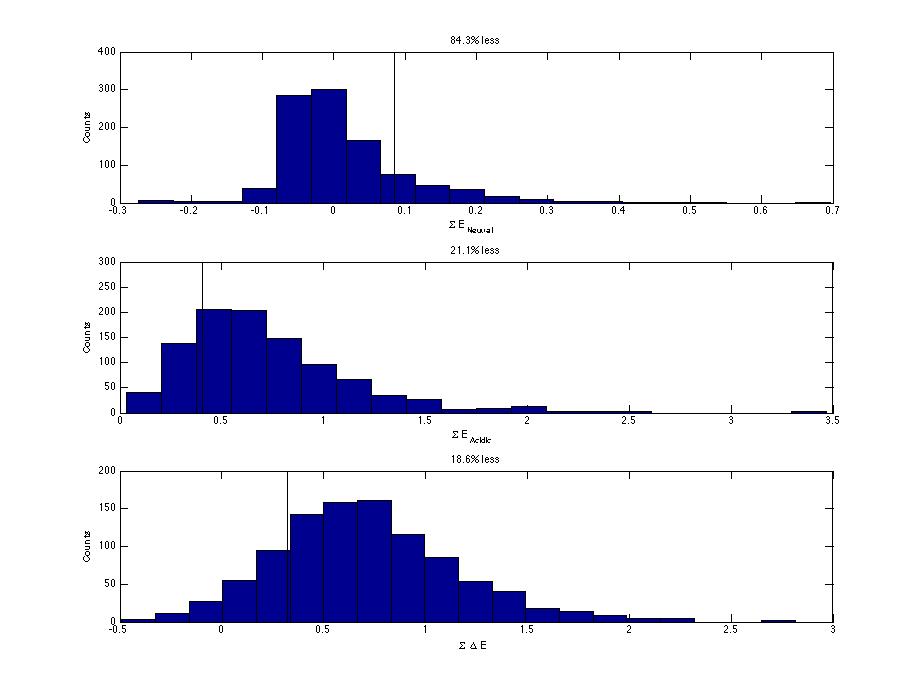 84.3% less
400
300
200
100
0
Counts
-0.3 -0.2 -0.1 0 0.1 0.2 0.3 0.4 0.5 0.6 0.7
Σ E Neutral
21.1% less
300
250
200
150
100
50
0
Counts
0 0.5 1 1.5 2 2.5 3 3.5
Σ E Acidic
18.6% less
200
150
100
50
0
Counts
-0.5 0 0.5 1 1.5 2 2.5 3
Σ Δ E